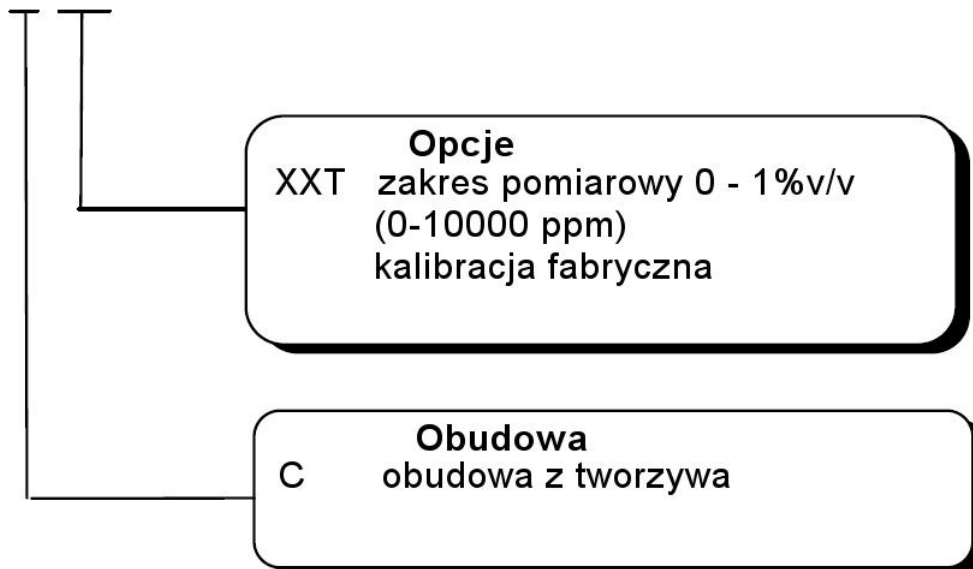 Opcje
XXT zakres pomiarowy 0 - 1%v/v
(0-10000 ppm)
kalibracja fabryczna
Obudowa
C obudowa z tworzywa